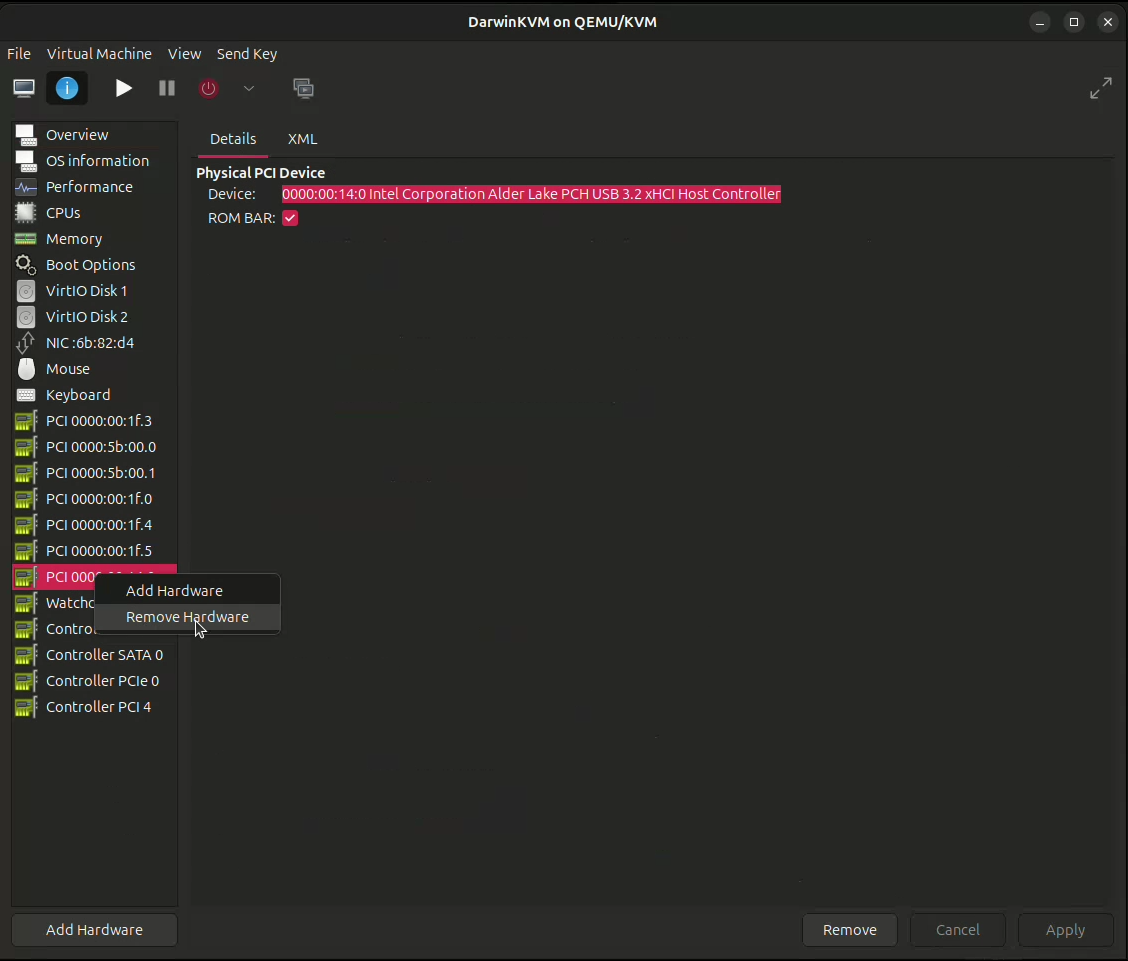 DarwinKVM on QEMU/KVM
File Virtual Machine View Send Key
Overview
OS information
Performance
CPUs
Memory
Boot Options
VirtIO Disk 1
VirtIO Disk 2
NIC :6b:82:d4
Mouse
Keyboard
PCI 0000:00:1f.3
PCI 0000:5b:00.0
PCI 0000:5b:00.1
PCI 0000:00:1f.0
PCI 0000:00:1f.4
PCI 0000:00:1f.5
PCI 000
Watchd
Contro
Controller SATA 0
Controller PCIe 0
Controller PCI 4
Add Hardware
Remove Hardware
Details XML
Physical PCI Device
Device: 0000:00:14:0 Intel Corporation Alder Lake PCH USB 3.2 xHCI Host Controller
ROM BAR:
Add Hardware
Remove Cancel Apply